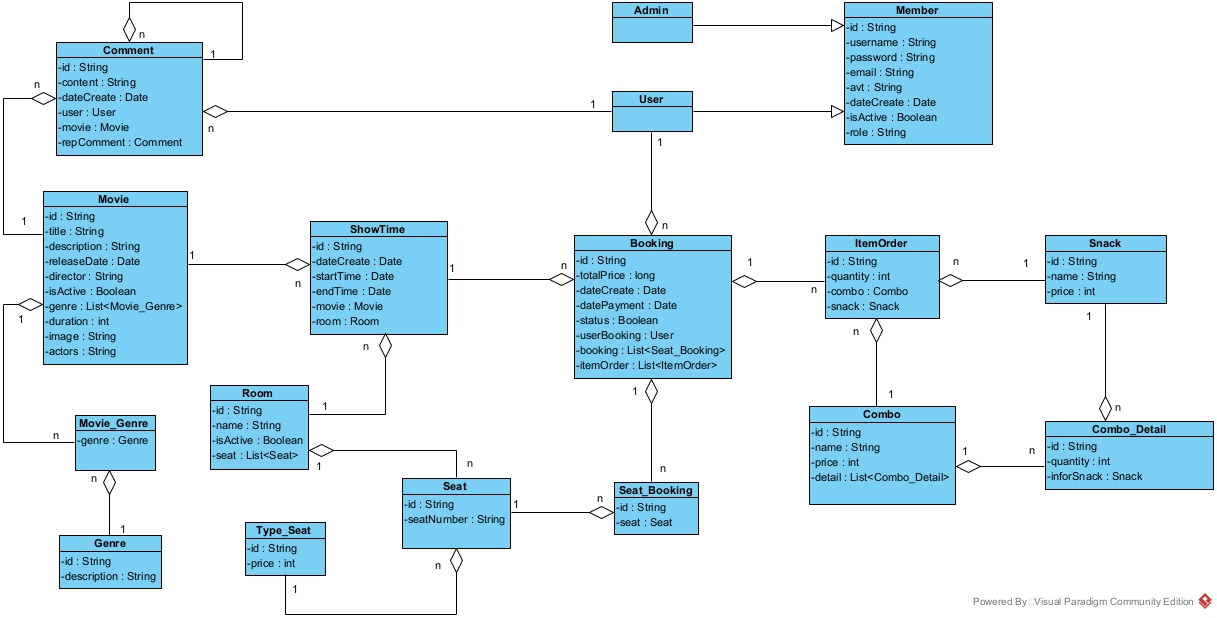 n
1
Comment
-id : String
-content : String
-dateCreate : Date
-user : User
-movie : Movie
-repComment : Comment
n
1
n
1
Admin
User
Member
-id : String
-username : String
-password : String
-email : String
-avt : String
-dateCreate : Date
-isActive : Boolean
-role : String
1
n
Movie
-id : String
-title : String
-description : String
-releaseDate : Date
-director : String
-isActive : Boolean
-genre : List<Movie_Genre>
-duration : int
-image : String
-actors : String
1
n
1
n
ShowTime
-id : String
-dateCreate : Date
-startTime : Date
-endTime : Date
-movie : Movie
-room : Room
1
n
n
1
Booking
-id : String
-totalPrice : long
-dateCreate : Date
-datePayment : Date
-status : Boolean
-userBooking : User
-booking : List<Seat_Booking>
-itemOrder : List<ItemOrder>
1
n
1
n
ItemOrder
-id : String
-quantity : int
-combo : Combo
-snack : Snack
n
1
n
1
Snack
-id : String
-name : String
-price : int
1
n
Room
-id : String
-name : String
-isActive : Boolean
-seat : List<Seat>
1
n
Movie_Genre
-genre : Genre
n
1
Genre
-id : String
-description : String
Seat
-id : String
-seatNumber : String
1
n
n
1
Type_Seat
-id : String
-price : int
Seat_Booking
-id : String
-seat : Seat
Combo
-id : String
-name : String
-price : int
-detail : List<Combo_Detail>
1
n
Combo_Detail
-id : String
-quantity : int
-inforSnack : Snack
Powered By Visual Paradigm Community Edition